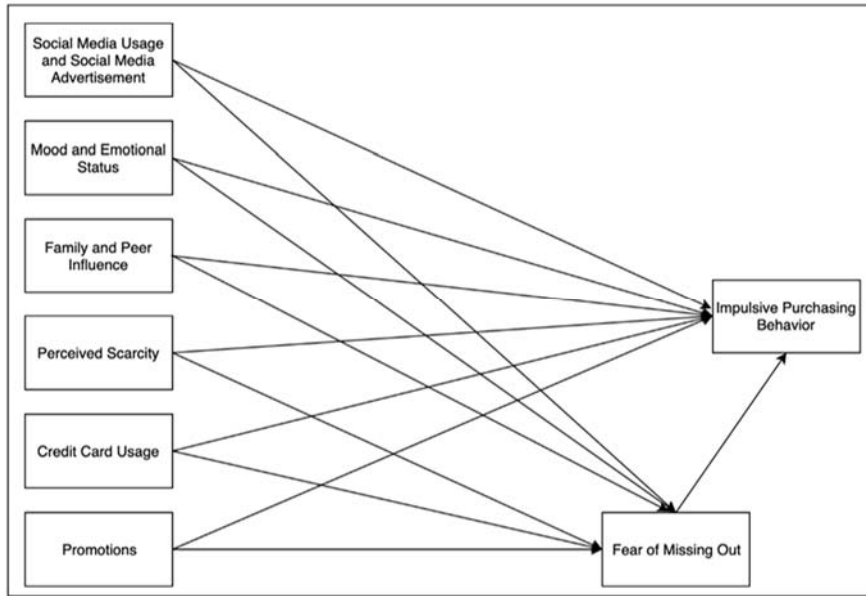 Social Media Usage
and Social Media
Advertisement
Mood and Emotional
Status
Family and Peer
Influence
Perceived Scarcity
Credit Card Usage
Promotions
Impulsive Purchasing
Behavior
Fear of Missing Out